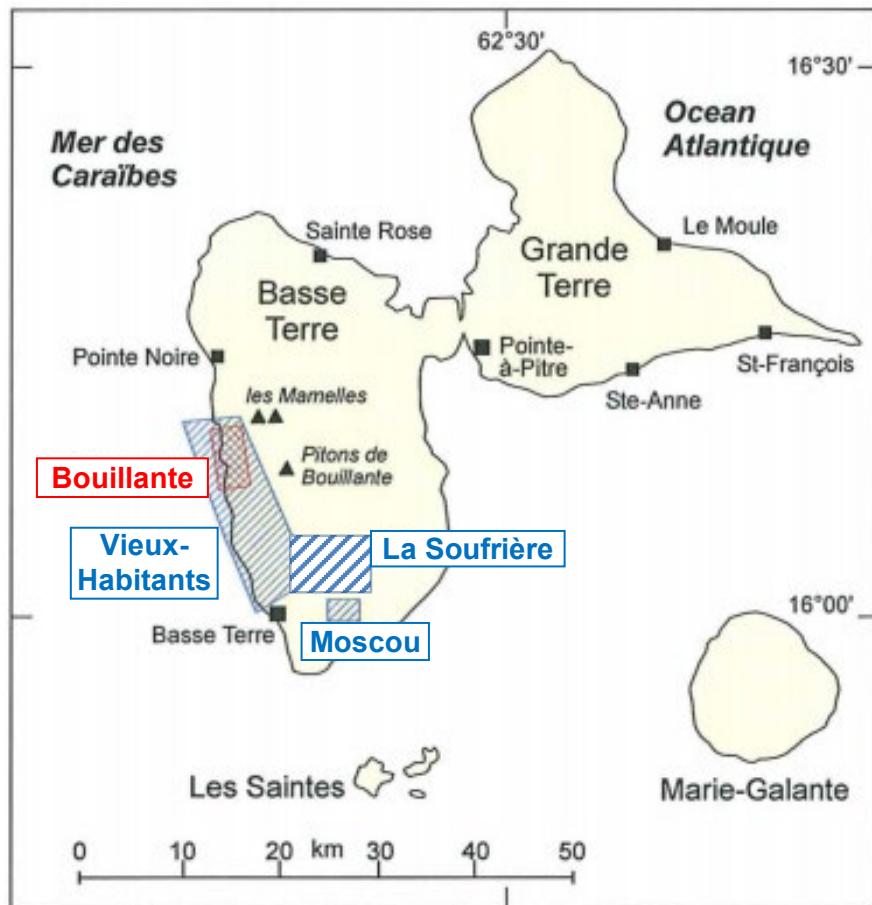 62°30'
16°30'
Ocean
Atlantique
Mer des
Caraïbes
Sainte Rose
Le Moule
Grande
Terre
Basse
Terre
Pointe Noire
Pointe-
à-Pitre
St-François
Ste-Anne
les Mamelles
Pitons de
Bouillante
Bouillante
Vieux-
Habitants
La Soufrière
16°00'
Basse Terre
Moscou
Les Saintes
Marie-Galante
0 10 20 km 30 40 50